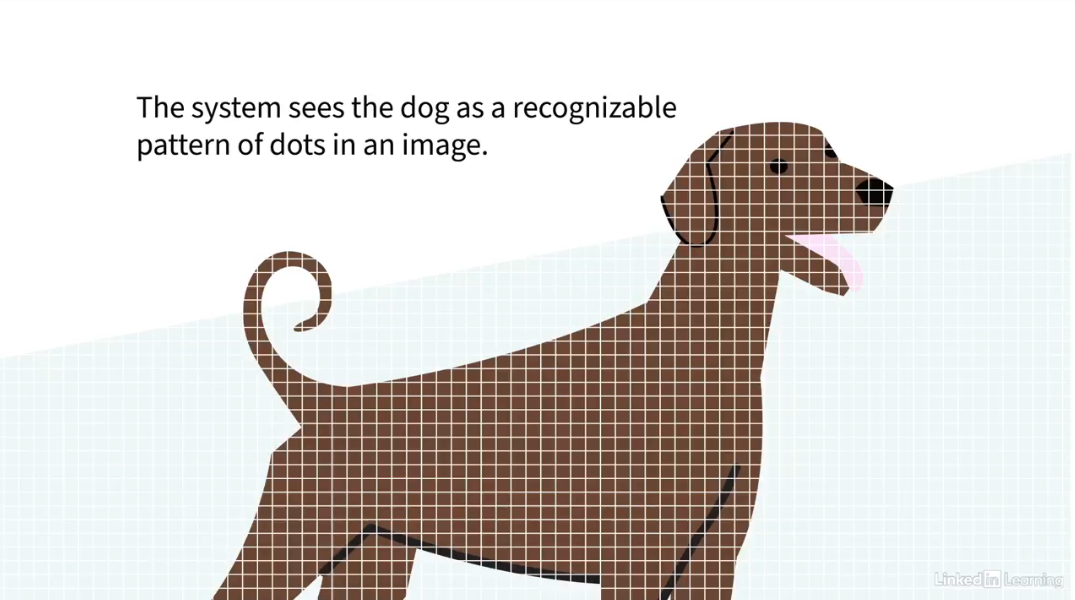 The system sees the dog as a recognizable
pattern of dots in an image.
LinkedIn Learning